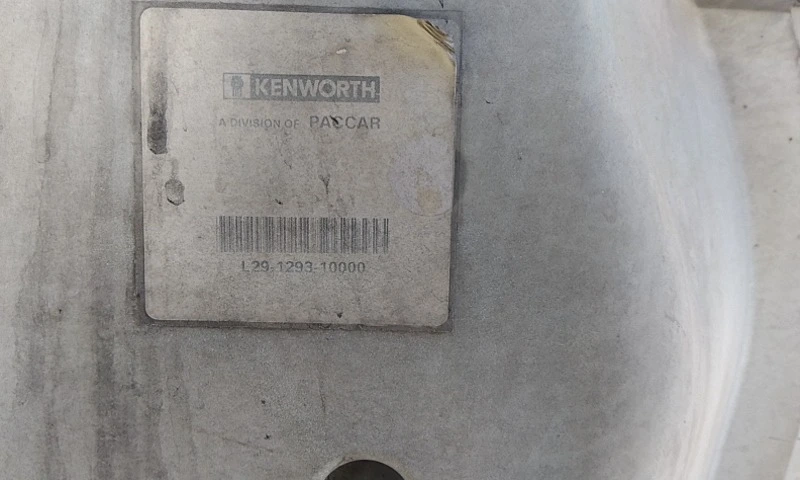 KENWORTH
A DIVISION OF PACCAR
L29-1293-10000